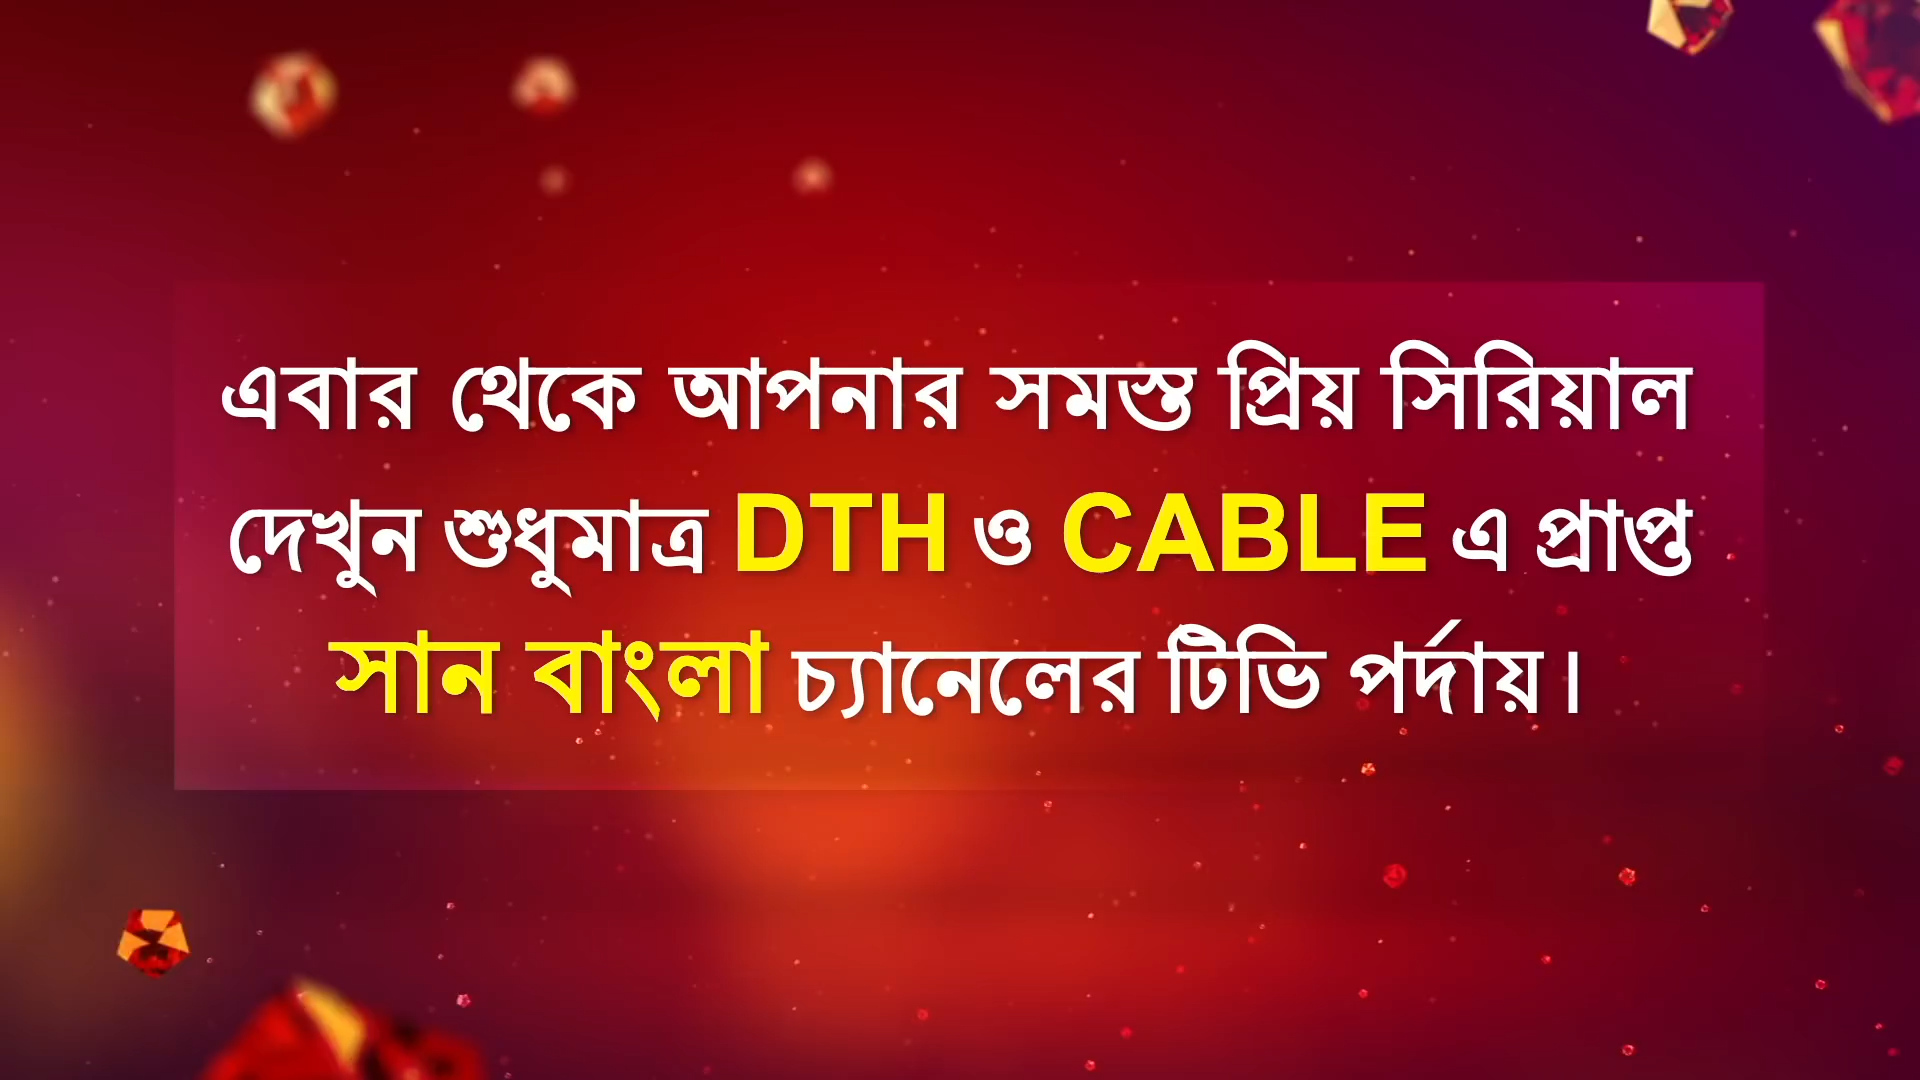 এবার থেকে আপনার সমস্ত প্রিয় সিরিয়াল
দেখুন শুধুমাত্র DTH ও CABLE এ প্রাপ্ত
সান বাংলা চ্যানেলের টিভি পর্দায়।